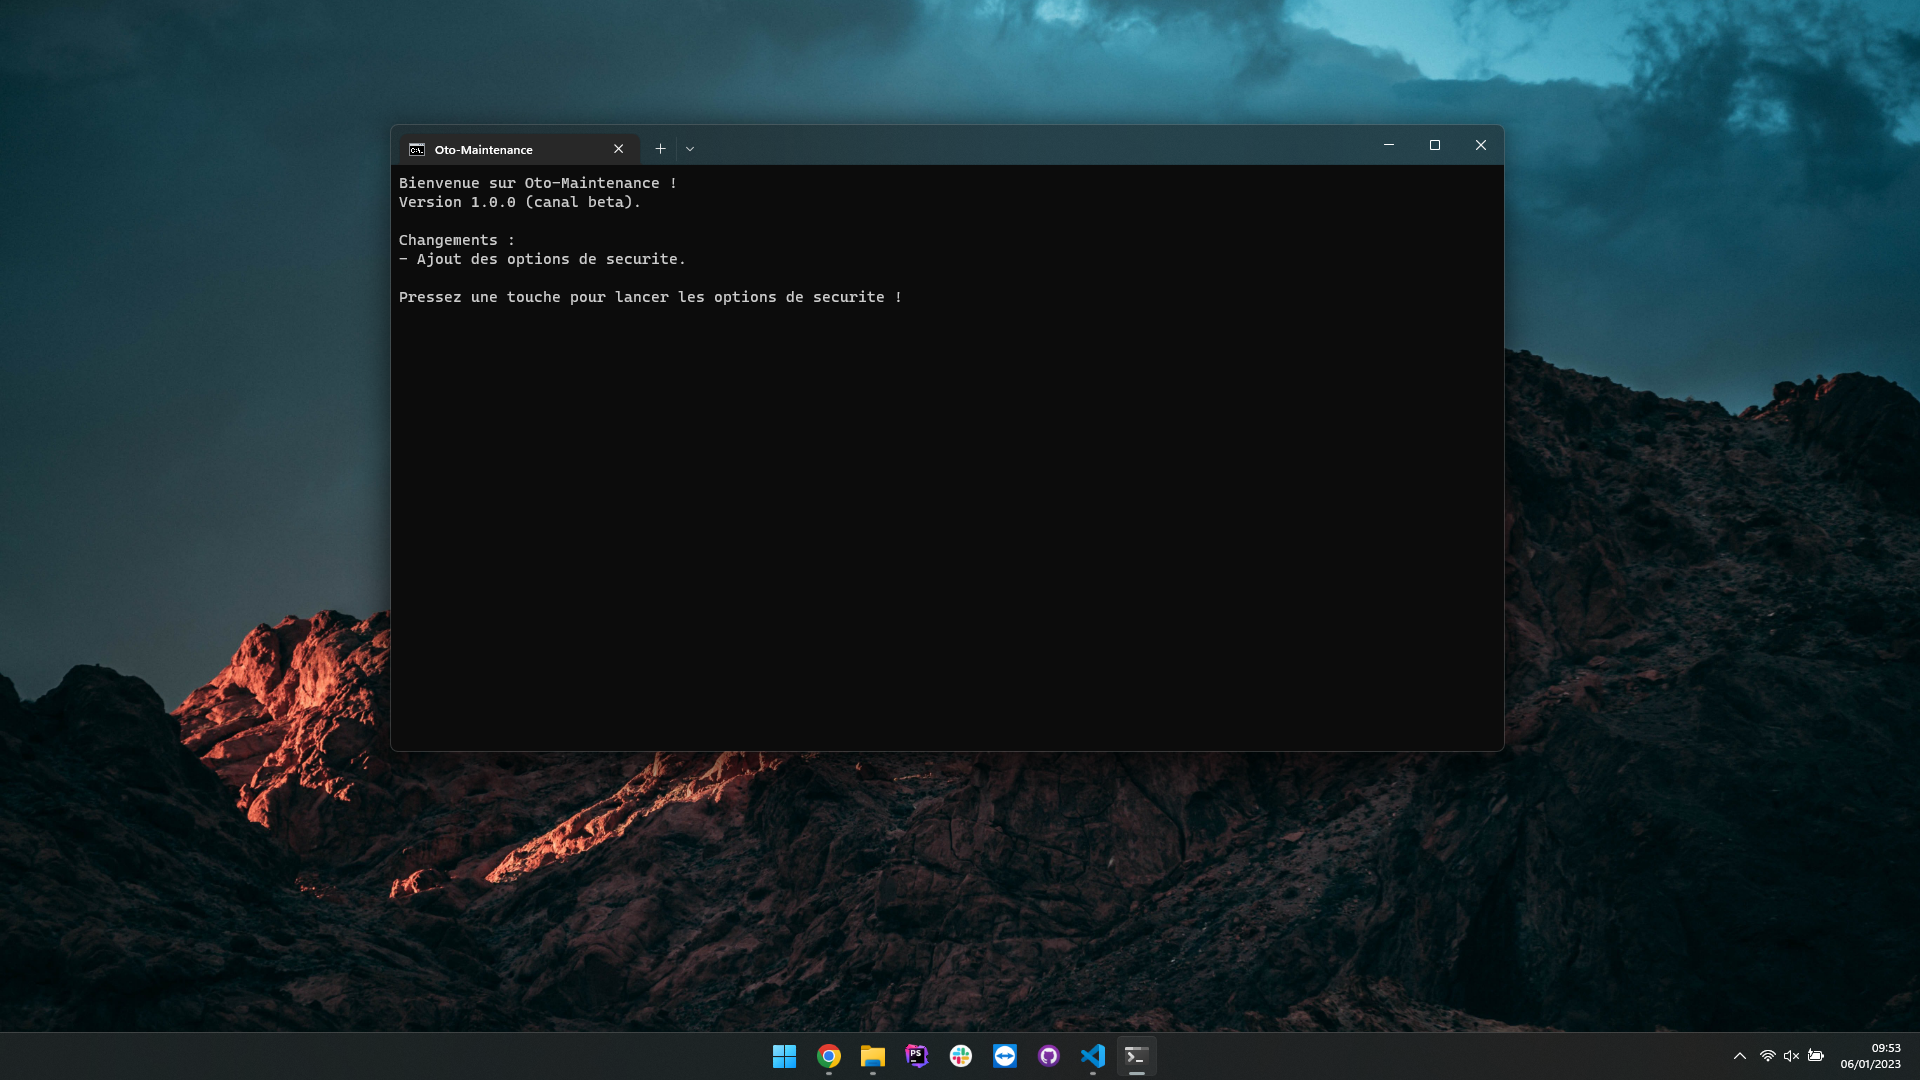 Oto-Maintenance
Bienvenue sur Oto-Maintenance !
Version 1.0.0 (canal beta).
Changements :
- Ajout des options de securite.
Pressez une touche pour lancer les options de securite !
PS
09:53
06/01/2023